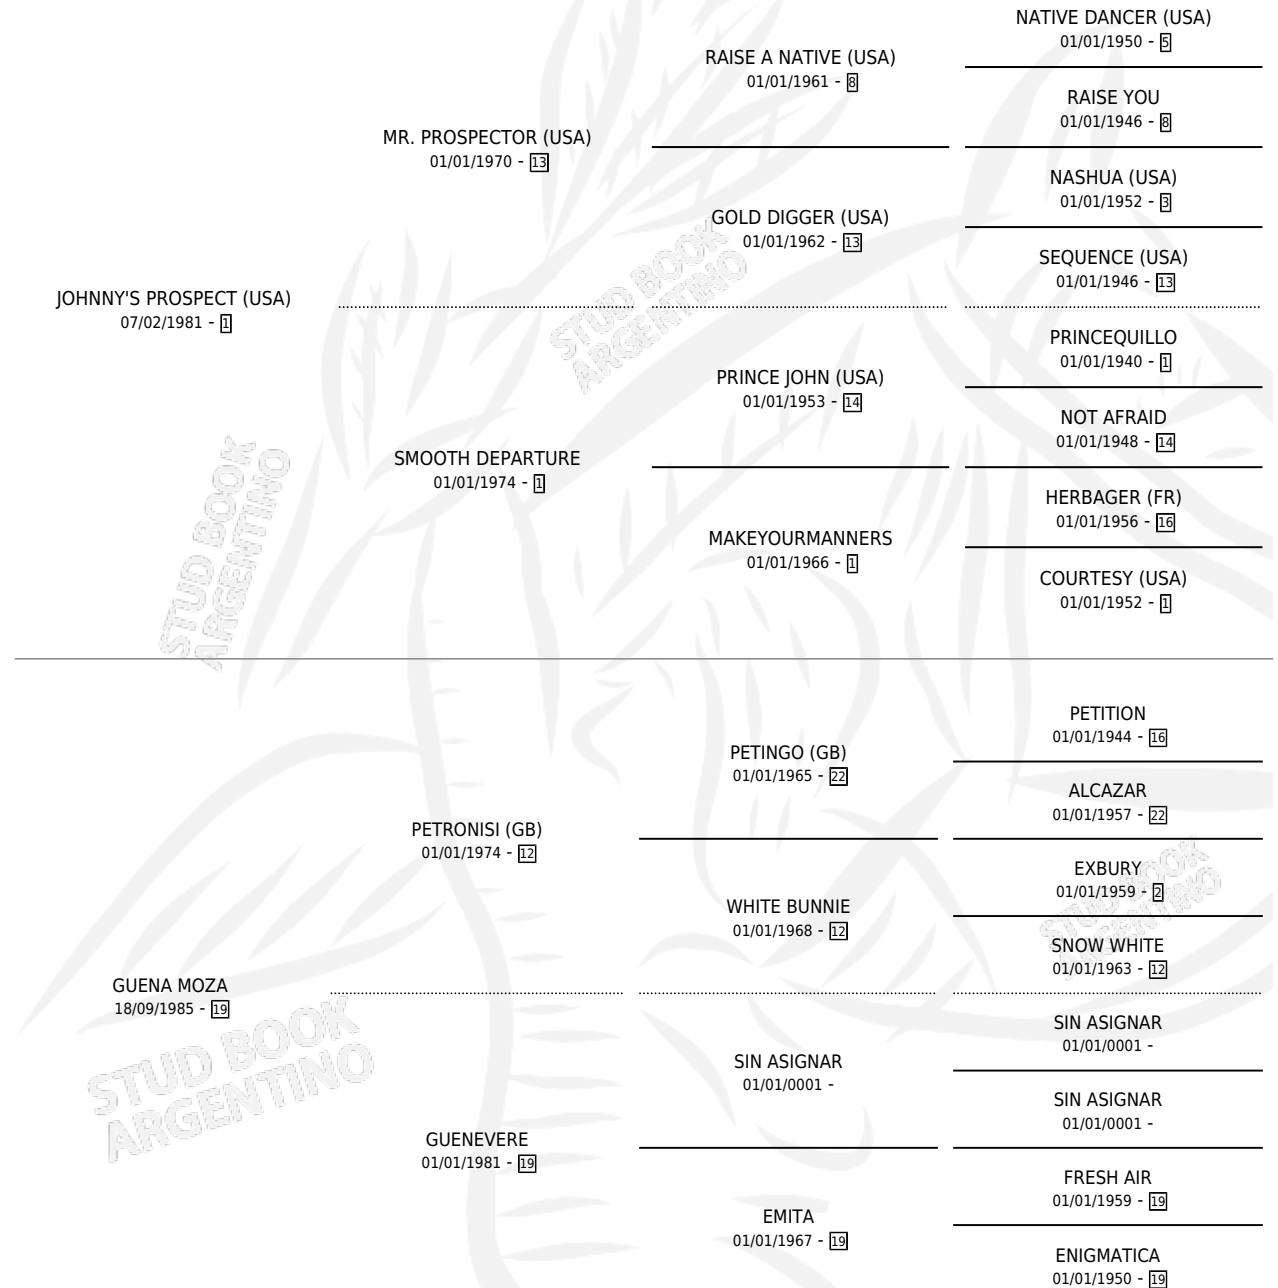 NATIVE DANCER (USA)
01/01/1950 - 5
RAISE A NATIVE (USA)
01/01/1961 - 8
RAISE YOU
01/01/1946 - 8
MR. PROSPECTOR (USA)
01/01/1970 - 13
NASHUA (USA)
01/01/1952 - 3
GOLD DIGGER (USA)
01/01/1962 - 13
SEQUENCE (USA)
01/01/1946 - 13
JOHNNY'S PROSPECT (USA)
07/02/1981 - 1
PRINCEQUILLO
01/01/1940 - 1
PRINCE JOHN (USA)
01/01/1953 - 14
NOT AFRAID
01/01/1948 - 14
SMOOTH DEPARTURE
01/01/1974 - 1
HERBAGER (FR)
01/01/1956 - 16
MAKEYOURMANNERS
01/01/1966 - 1
COURTESY (USA)
01/01/1952 - 1
PETITION
01/01/1944 - 16
PETINGO (GB)
01/01/1965 - 22
ALCAZAR
01/01/1957 - 22
PETRONISI (GB)
01/01/1974 - 12
EXBURY
01/01/1959 - 2
WHITE BUNNIE
01/01/1968 - 12
SNOW WHITE
01/01/1963 - 12
GUENA MOZA
18/09/1985 - 19
SIN ASIGNAR
01/01/0001 -
SIN ASIGNAR
01/01/0001 -
SIN ASIGNAR
01/01/0001 -
GUENEVERE
01/01/1981 - 19
FRESH AIR
01/01/1959 - 19
EMITA
01/01/1967 - 19
ENIGMATICA
01/01/1950 - 19
STUD BOOK
ARGENTINO
STUD BOOK
ARGENTINO
STUD BOOK
ARGENTINO
STUD BOOK
ARGENTINO